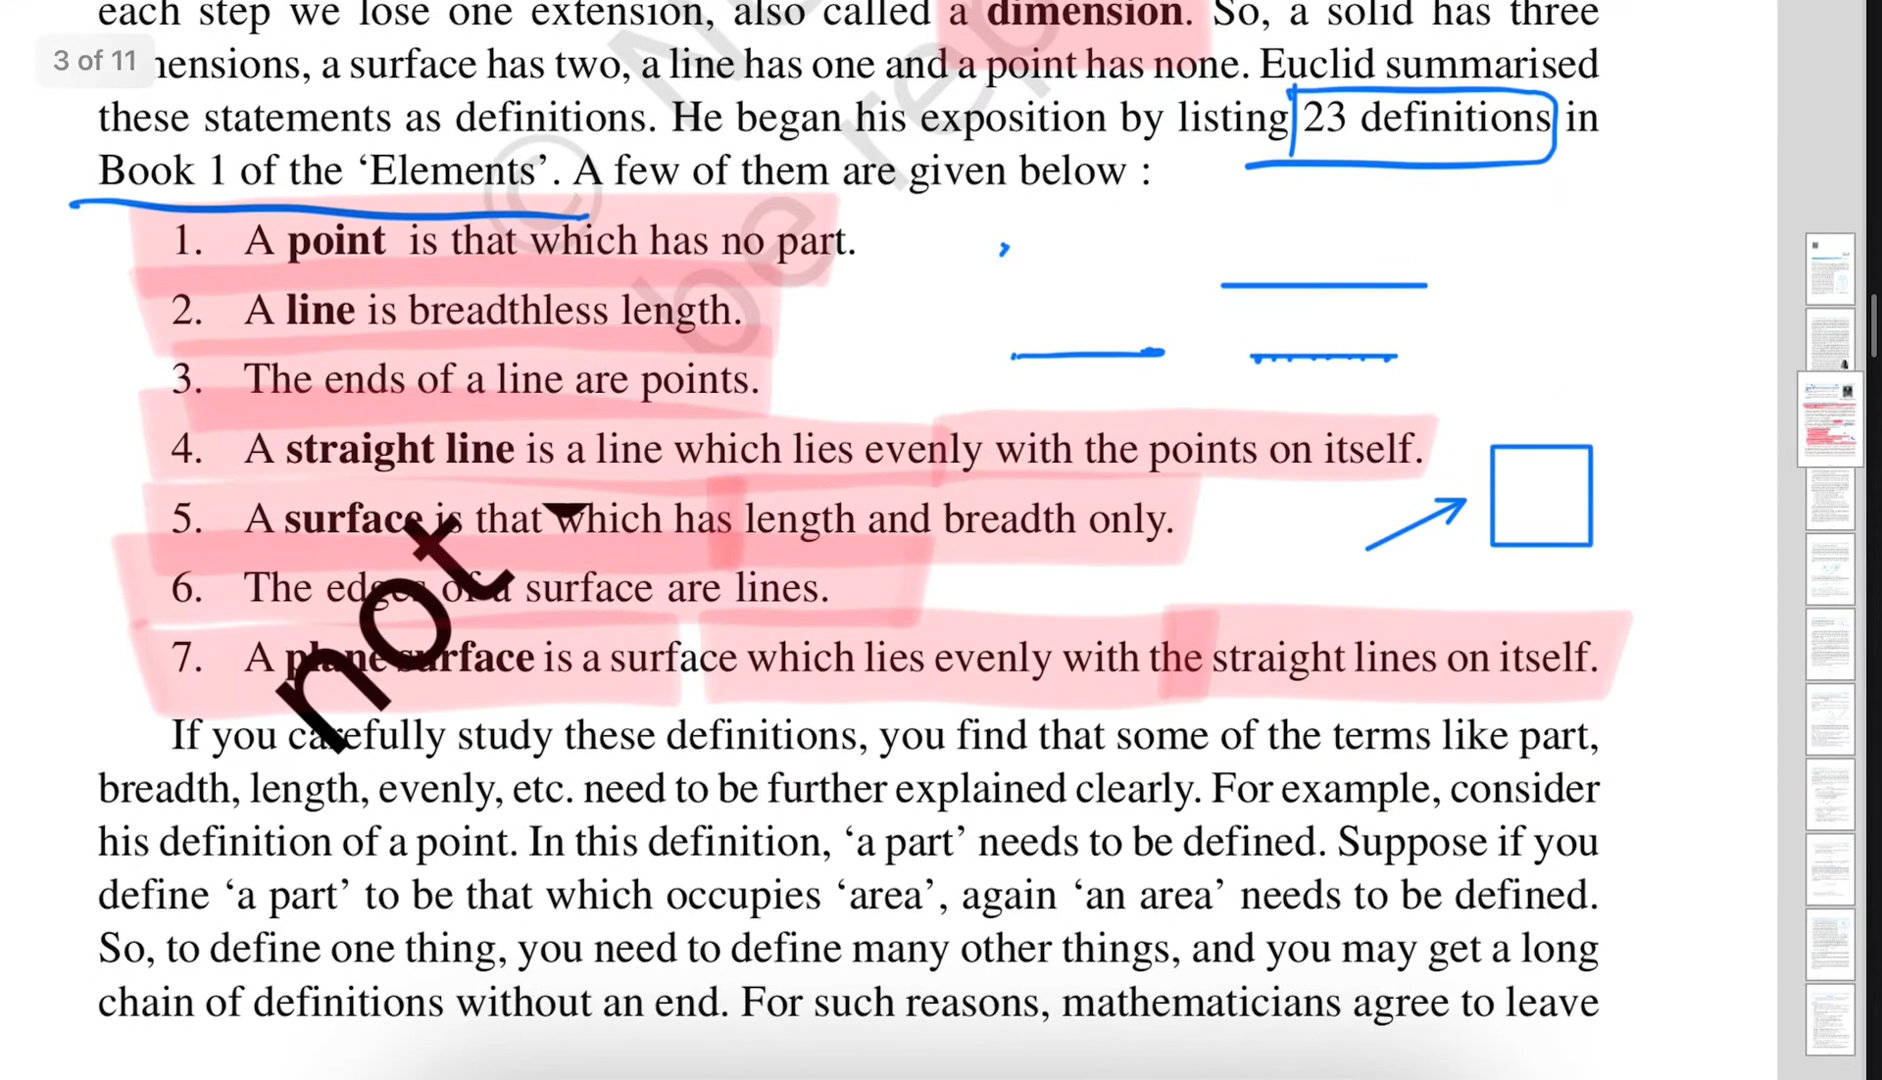 each step we lose one extension, also called a dimension. So, a solid has three
3 of 11
mensions, a surface has two, a line has one and a point has none. Euclid summarised
these statements as definitions. He began his exposition by listing 23 definitions in
Book 1 of the ‘Elements’. A few of them are given below :
1. A point is that which has no part.
2. A line is breadthless length.
3. The ends of a line are points.
4. A straight line is a line which lies evenly with the points on itself.
5. A surface is that which has length and breadth only.
6. The edges of a surface are lines.
7. A plane surface is a surface which lies evenly with the straight lines on itself.
If you carefully study these definitions, you find that some of the terms like part,
breadth, length, evenly, etc. need to be further explained clearly. For example, consider
his definition of a point. In this definition, ‘a part’ needs to be defined. Suppose if you
define ‘a part’ to be that which occupies ‘area’, again ‘an area’ needs to be defined.
So, to define one thing, you need to define many other things, and you may get a long
chain of definitions without an end. For such reasons, mathematicians agree to leave
not
©
be rep